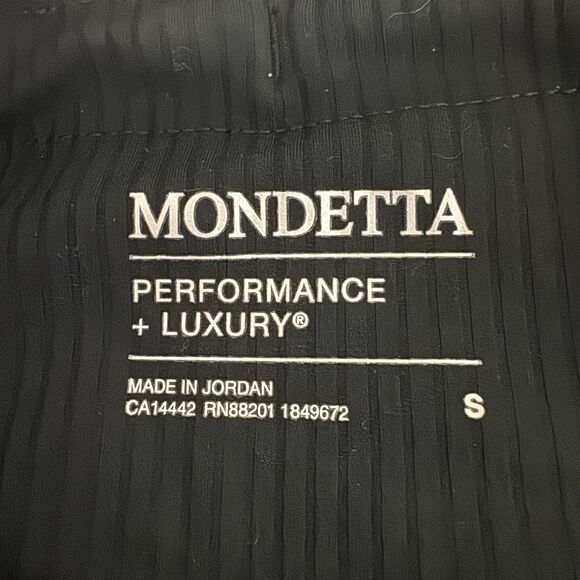 MONDETTA
PERFORMANCE
+ LUXURY®
MADE IN JORDAN
CA14442 RN88201 1849672 S